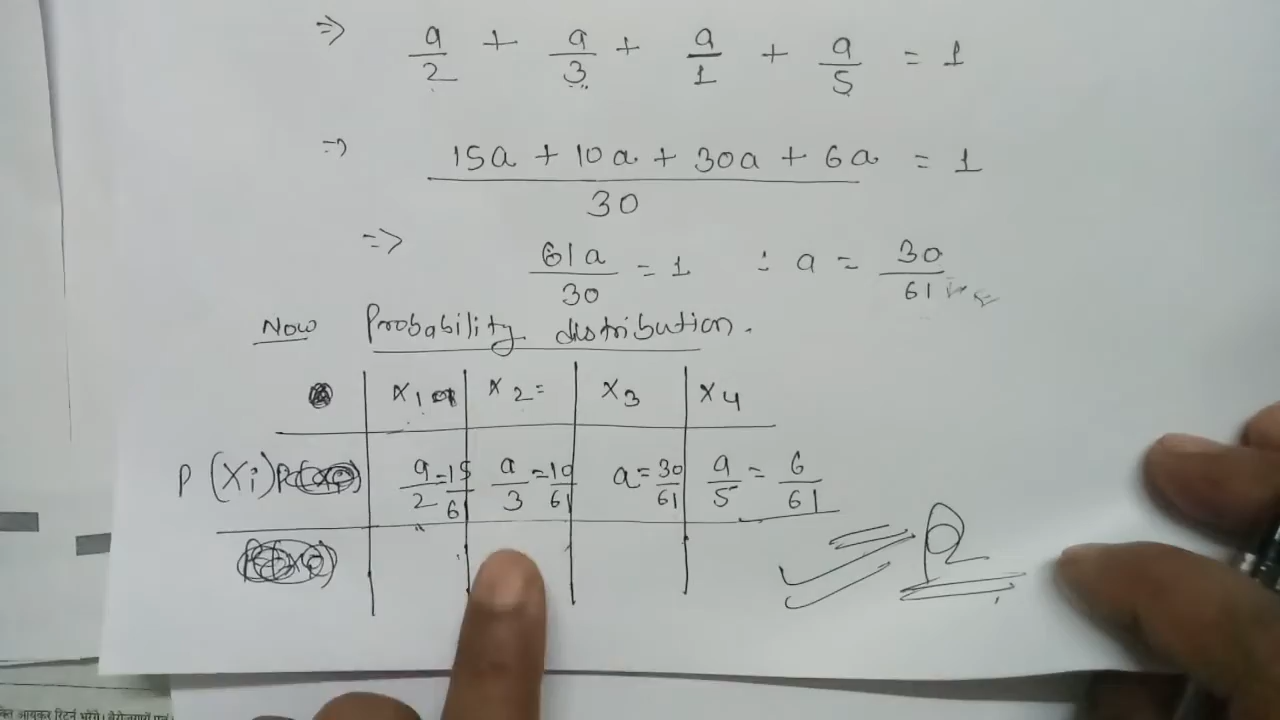 ⇒ a/2 + a/3 + a/1 + a/5 = 1
⇒ (15a + 10a + 30a + 6a)/30 = 1
⇒ 61a/30 = 1 ∴ a = 30/61
Now Probability distribution.
X1 X2 = X3 X4
P(Xi) a/2 = 15/61 a/3 = 10/61 a = 30/61 a/5 = 6/61